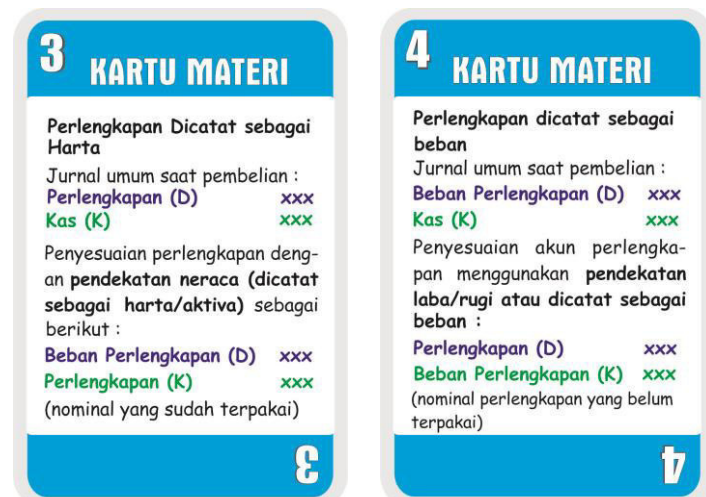 3
KARTU MATERI
Perlengkapan Dicatat sebagai
Harta
Jurnal umum saat pembelian :
Perlengkapan (D) xxx
Kas (K) xxx
Penyesuaian perlengkapan deng-
an pendekatan neraca (dicatat
sebagai harta/aktiva) sebagai
berikut :
Beban Perlengkapan (D) xxx
Perlengkapan (K) xxx
(nominal yang sudah terpakai)
3
4
KARTU MATERI
Perlengkapan dicatat sebagai
beban
Jurnal umum saat pembelian :
Beban Perlengkapan (D) xxx
Kas (K) xxx
Penyesuaian akun perlengka-
pan menggunakan pendekatan
laba/rugi atau dicatat sebagai
beban :
Perlengkapan (D) xxx
Beban Perlengkapan (K) xxx
(nominal perlengkapan yang belum
terpakai)
4